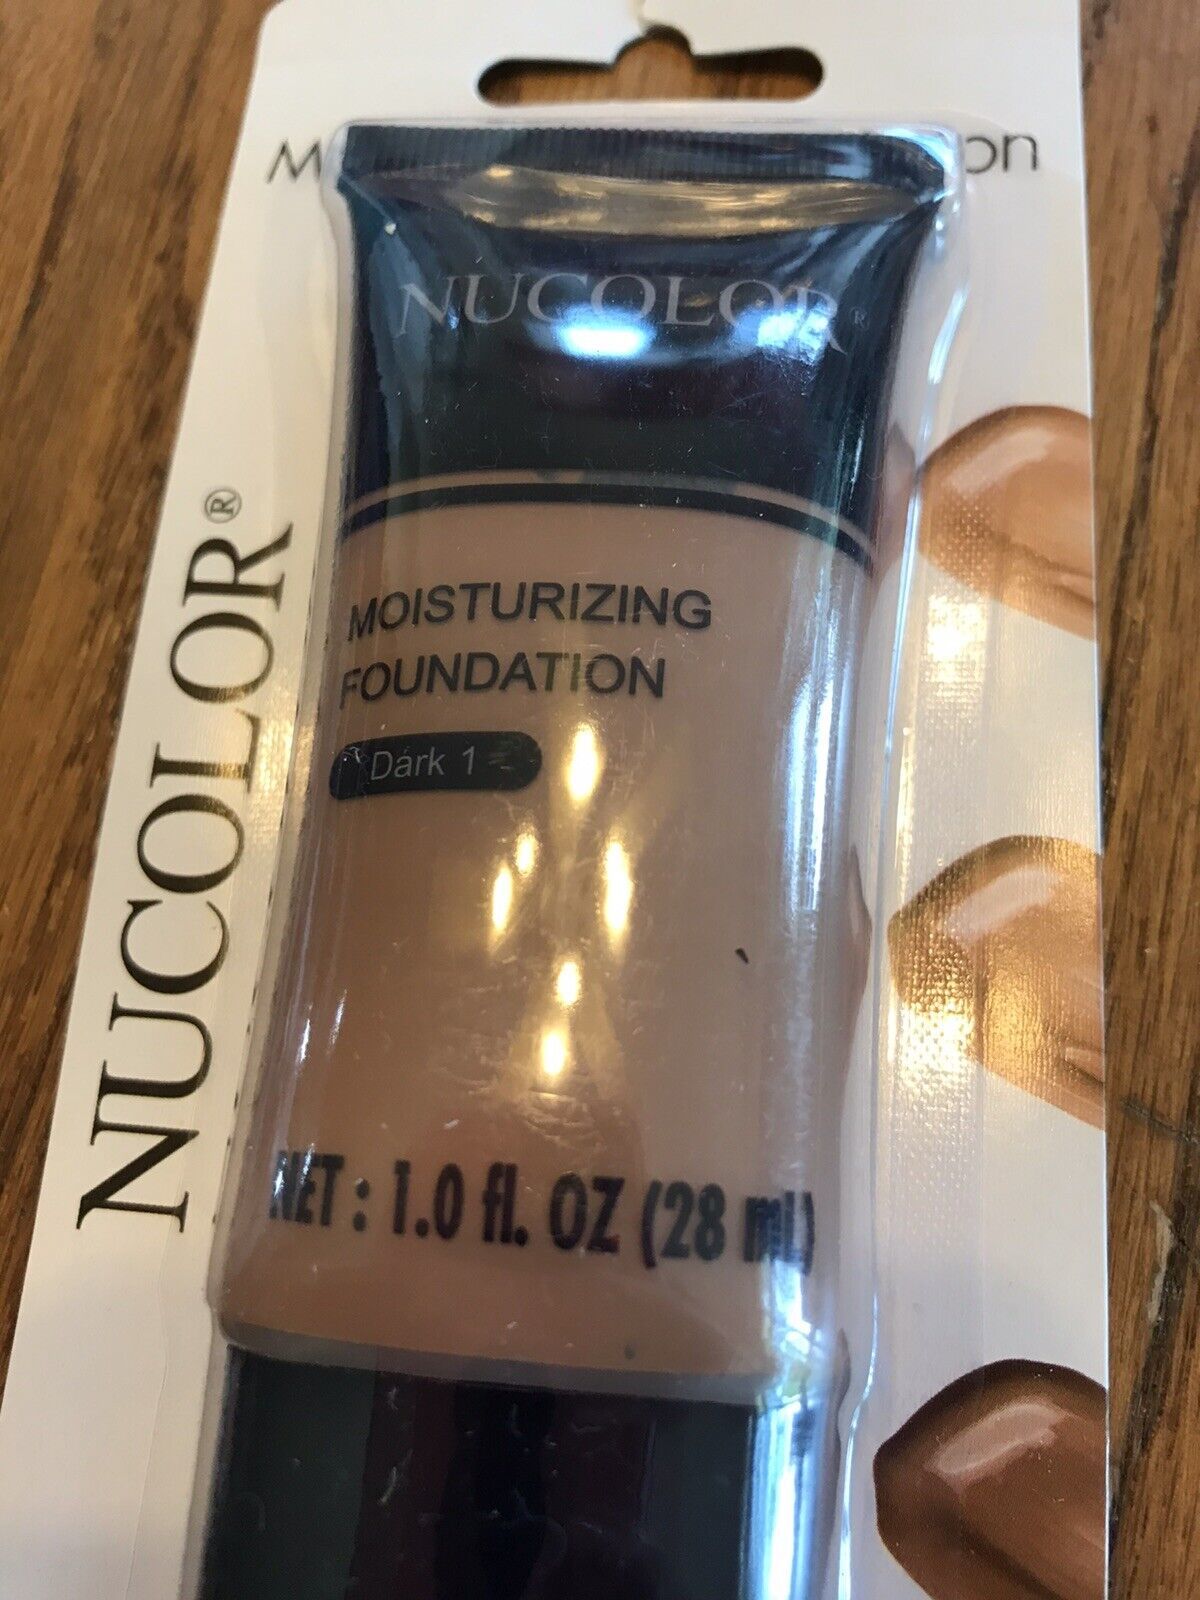 NUCOLOR®
MOISTURIZING
FOUNDATION
Dark 1
NET: 1.0 fl. OZ (28 ml)
NUCOLOR®